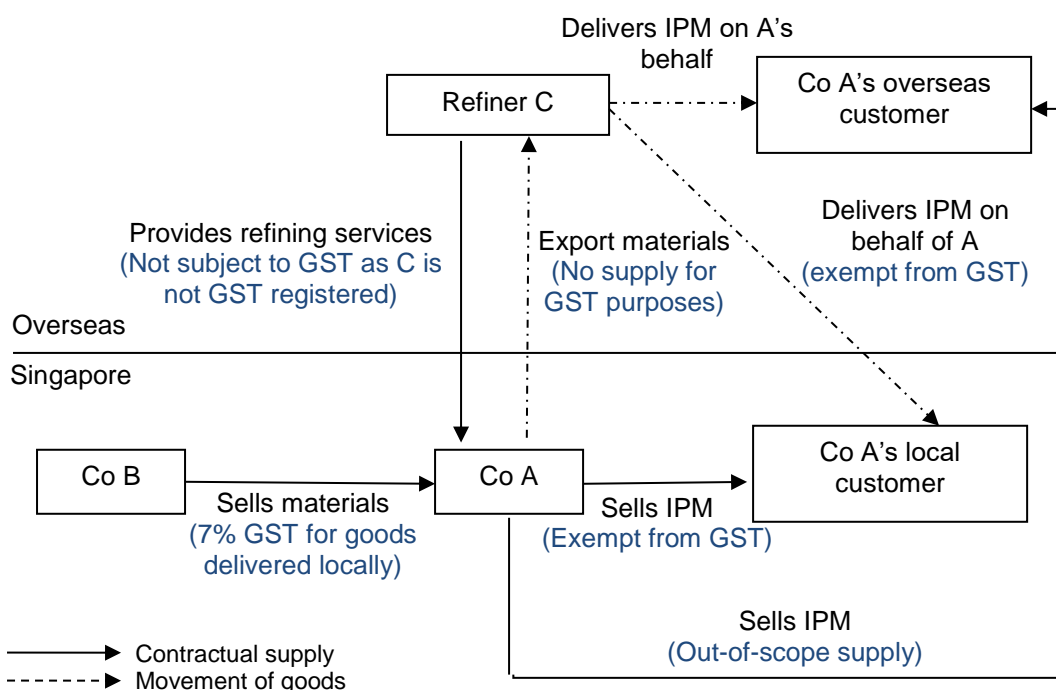 Delivers IPM on A's
behalf
Refiner C
Co A's overseas
customer
Provides refining services
(Not subject to GST as C is
not GST registered)
Export materials
(No supply for
GST purposes)
Delivers IPM on
behalf of A
(exempt from GST)
Overseas
Singapore
Co B
Co A
Co A's local
customer
Sells materials
(7% GST for goods
delivered locally)
Sells IPM
(Exempt from GST)
Sells IPM
(Out-of-scope supply)
Contractual supply
Movement of goods